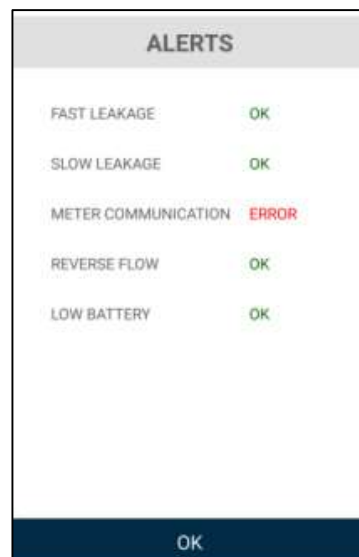 ALERTS
FAST LEAKAGE OK
SLOW LEAKAGE OK
METER COMMUNICATION ERROR
REVERSE FLOW OK
LOW BATTERY OK
OK